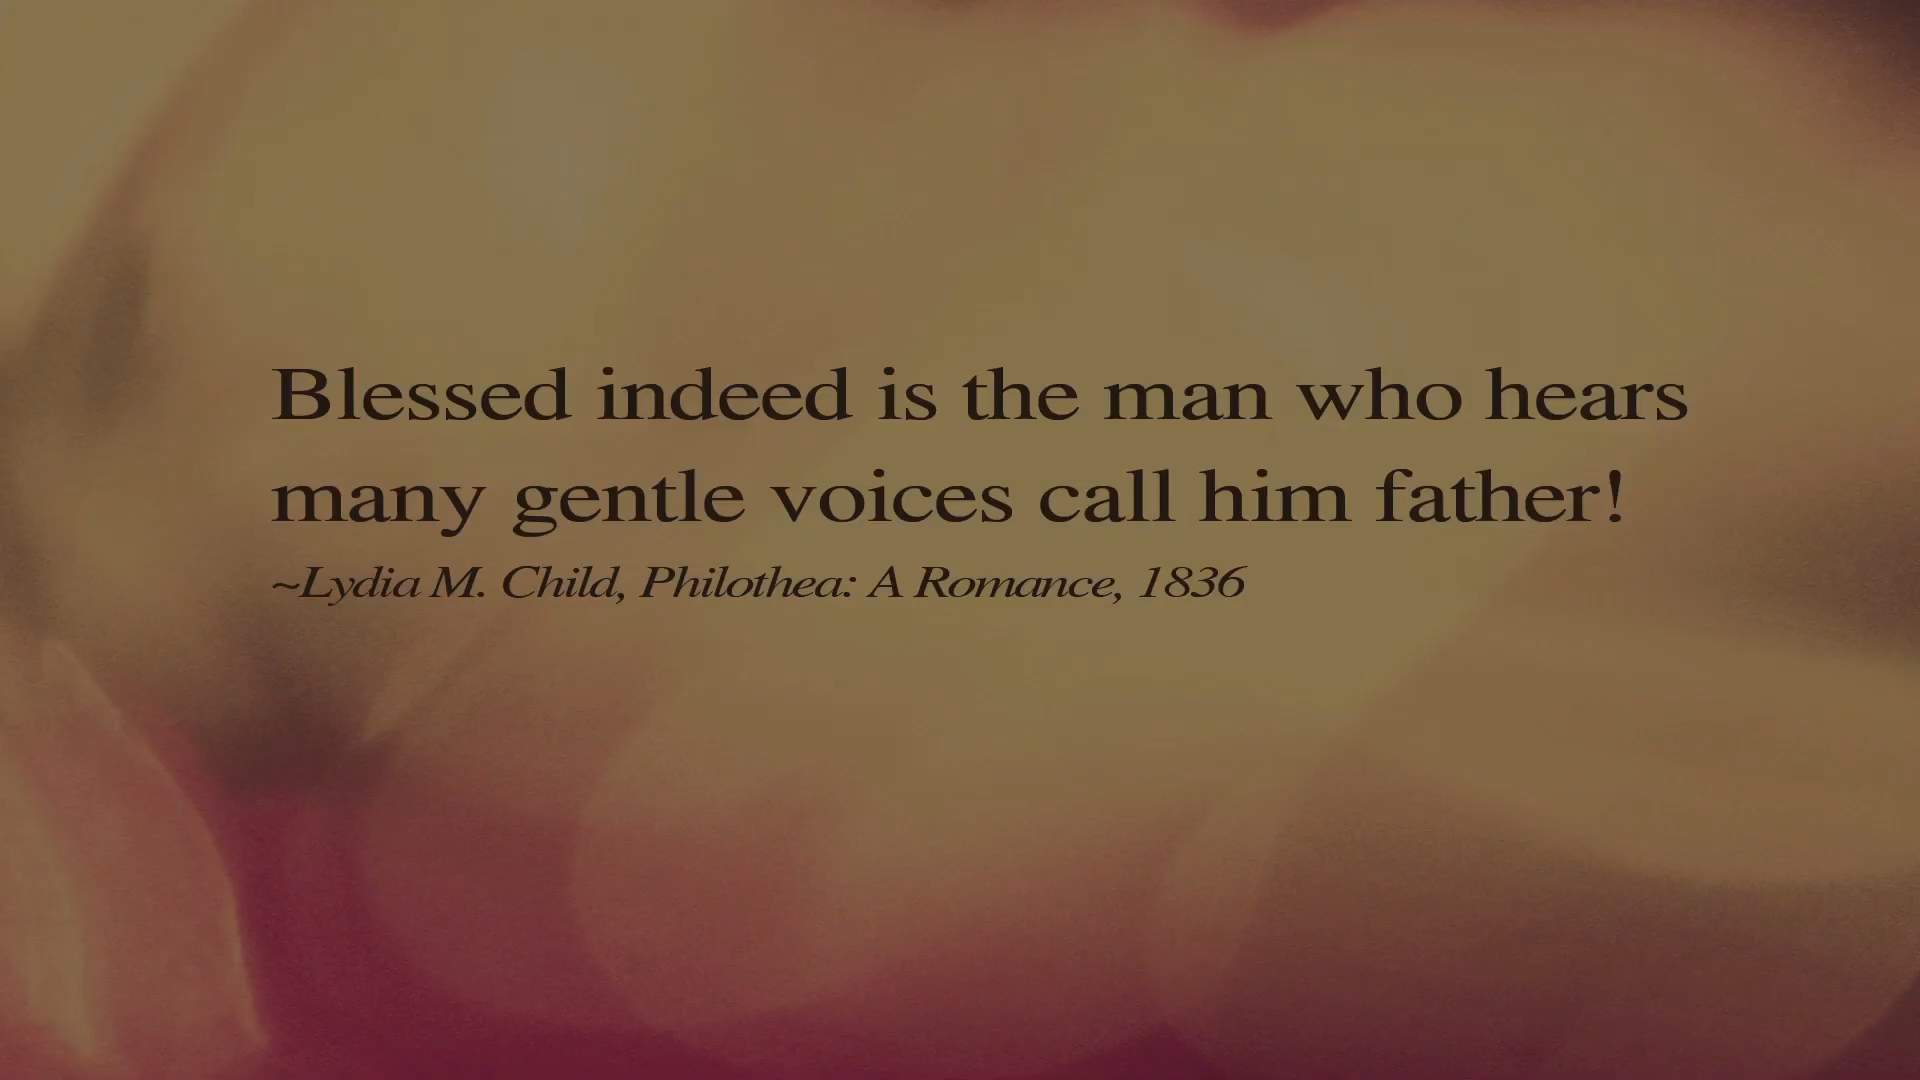 Blessed indeed is the man who hears
many gentle voices call him father!
~Lydia M. Child, Philothea: A Romance, 1836